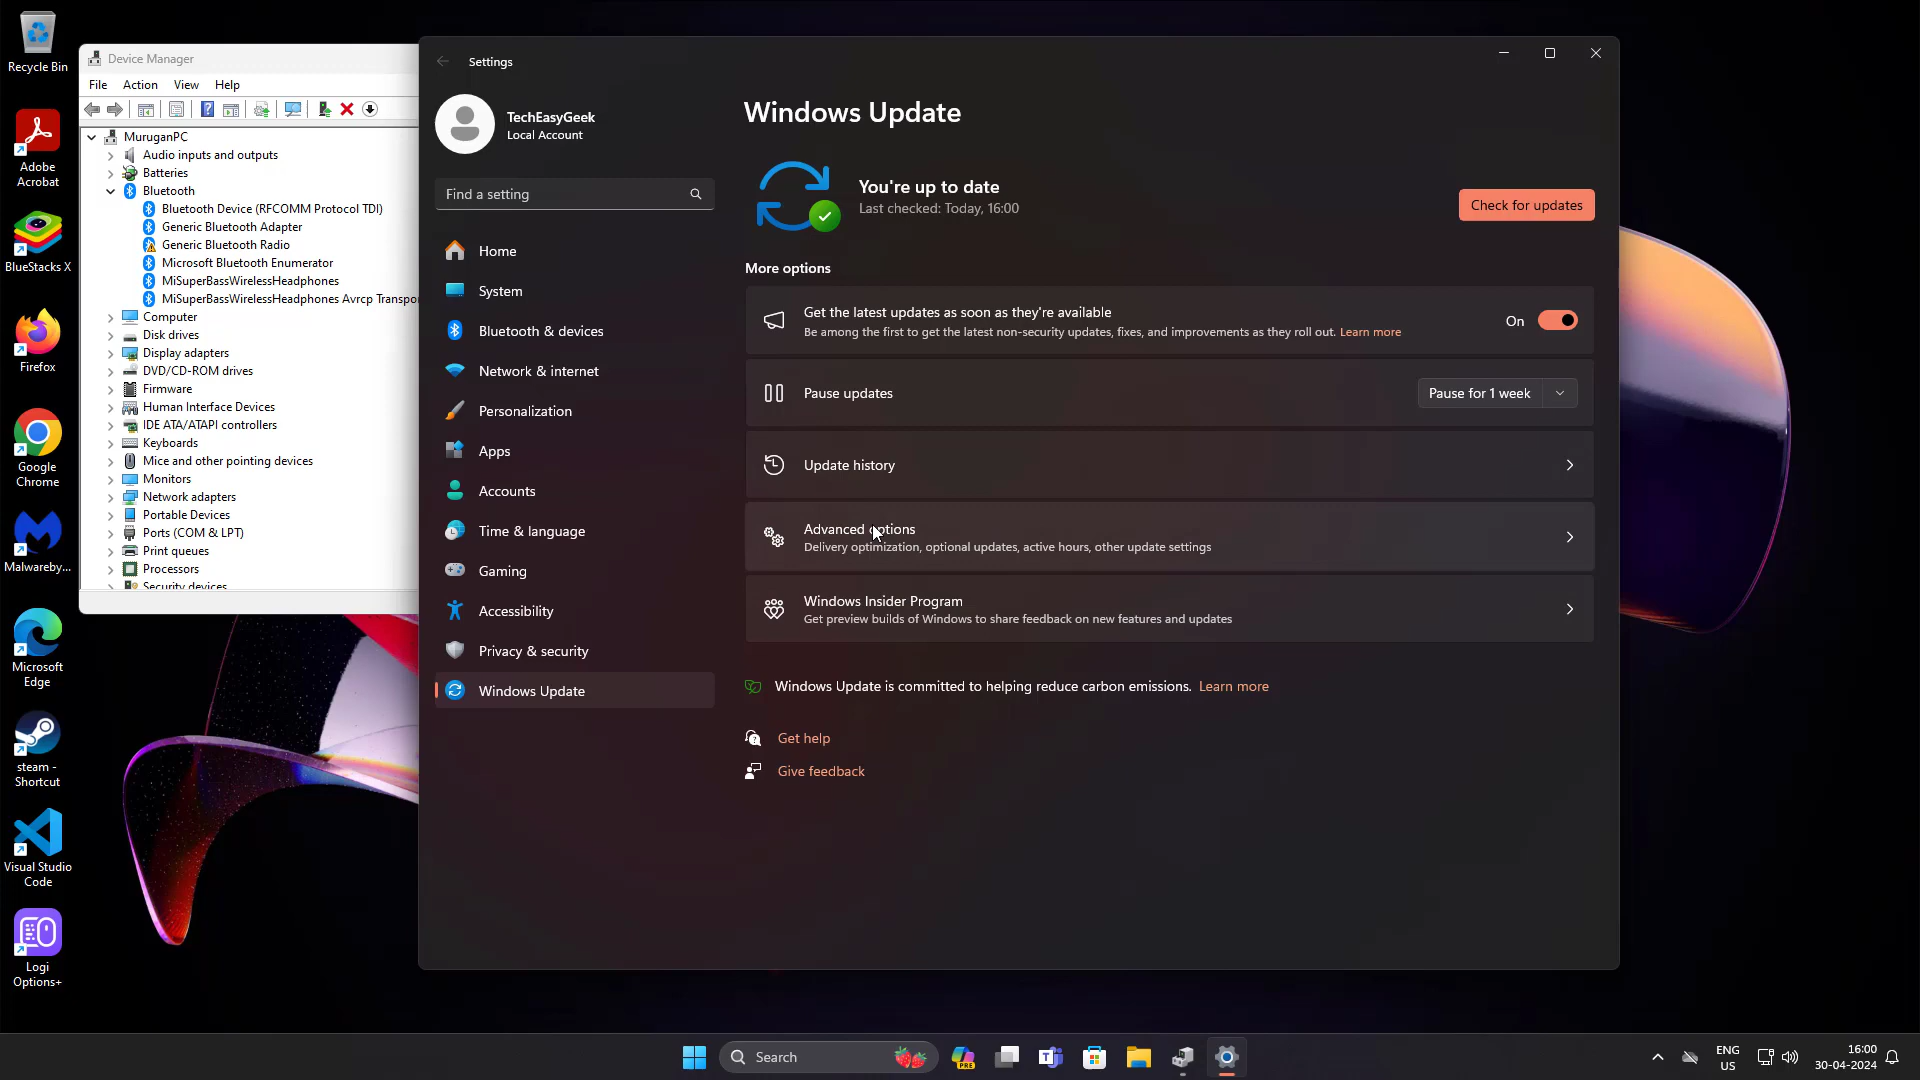 Recycle Bin
Adobe
Acrobat
BlueStacks X
Firefox
Google
Chrome
Malwareby...
Microsoft
Edge
steam -
Shortcut
Visual Studio
Code
Logi
Options+
Device Manager
File Action View Help
MuruganPC
Audio inputs and outputs
Batteries
Bluetooth
Bluetooth Device (RFCOMM Protocol TDI)
Generic Bluetooth Adapter
Generic Bluetooth Radio
Microsoft Bluetooth Enumerator
MiSuperBassWirelessHeadphones
MiSuperBassWirelessHeadphones Avrcp Transpo
Computer
Disk drives
Display adapters
DVD/CD-ROM drives
Firmware
Human Interface Devices
IDE ATA/ATAPI controllers
Keyboards
Mice and other pointing devices
Monitors
Network adapters
Portable Devices
Ports (COM & LPT)
Print queues
Processors
Security devices
Settings
TechEasyGeek
Local Account
Find a setting
Home
System
Bluetooth & devices
Network & internet
Personalization
Apps
Accounts
Time & language
Gaming
Accessibility
Privacy & security
Windows Update
Windows Update
You're up to date
Last checked: Today, 16:00
Check for updates
More options
Get the latest updates as soon as they're available
Be among the first to get the latest non-security updates, fixes, and improvements as they roll out. Learn more
On
Pause updates
Pause for 1 week
Update history
Advanced options
Delivery optimization, optional updates, active hours, other update settings
Windows Insider Program
Get preview builds of Windows to share feedback on new features and updates
Windows Update is committed to helping reduce carbon emissions. Learn more
Get help
Give feedback
Search
PRE
ENG
US
16:00
30-04-2024